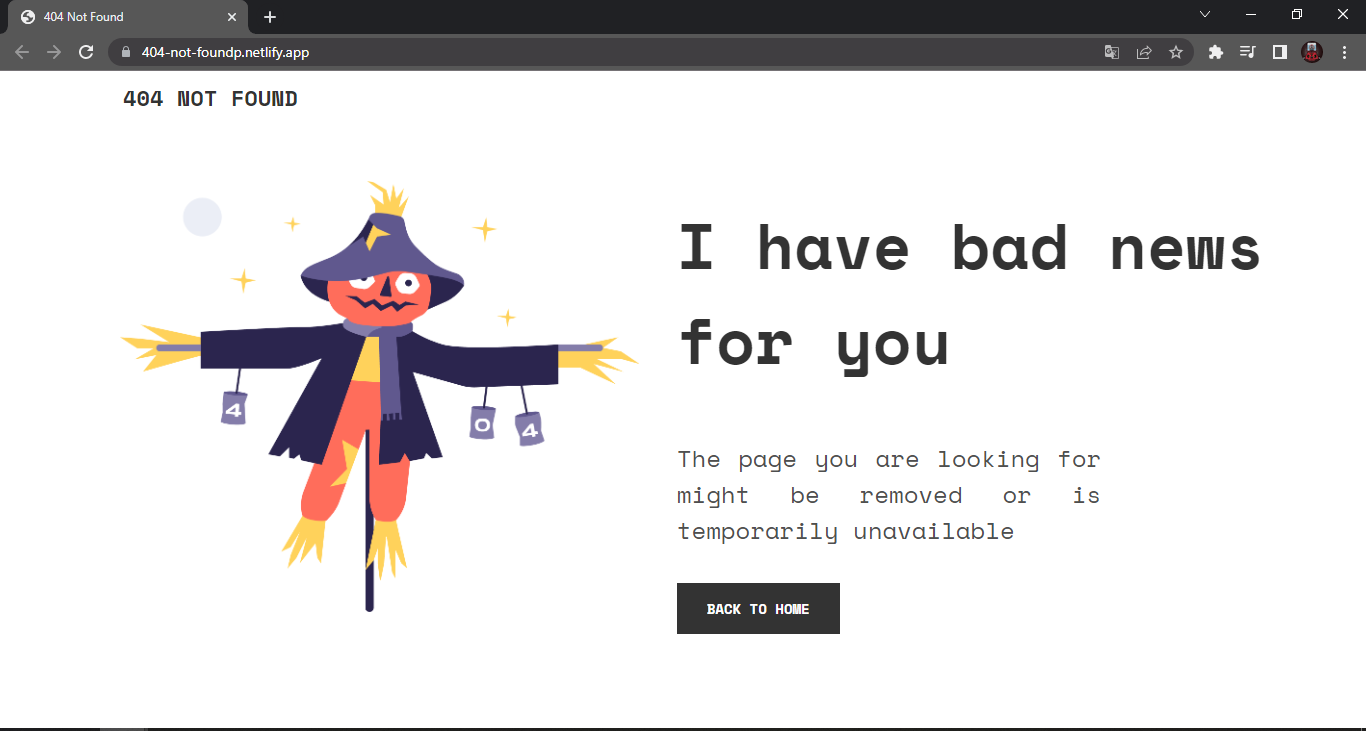 404 Not Found
404-not-foundp.netlify.app
404 NOT FOUND
4
0
4
I have bad news
for you
The page you are looking for
might be removed or is
temporarily unavailable
BACK TO HOME